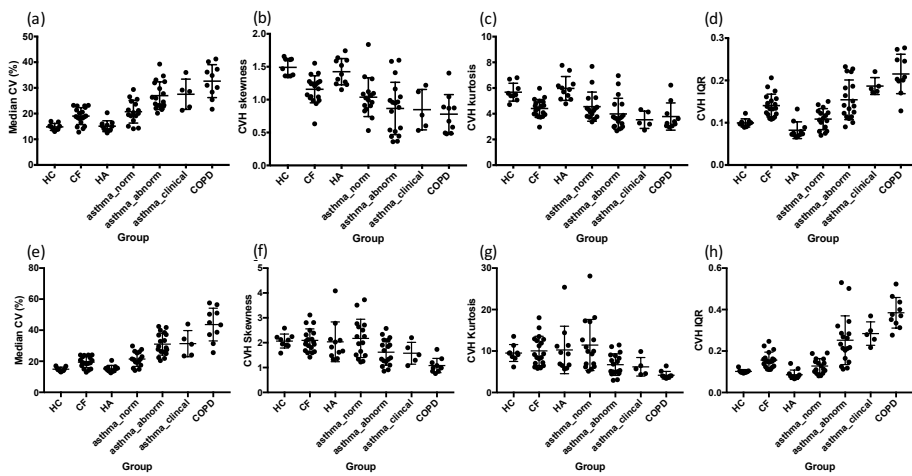 (a)
Median CV (%)
50
40
30
20
10
0
HC
CF
HA
asthma_norm
asthma_abnorm
asthma_clinical
COPD
Group
(b)
CVH skewness
2.0
1.5
1.0
0.5
0.0
HC
CF
HA
asthma_norm
asthma_abnorm
asthma_clinical
COPD
Group
(c)
CVH kurtosis
10
8
6
4
2
0
HC
CF
HA
asthma_norm
asthma_abnorm
asthma_clinical
COPD
Group
(d)
CVH IQR
0.3
0.2
0.1
0.0
HC
CF
HA
asthma_norm
asthma_abnorm
asthma_clinical
COPD
Group
(e)
Median CV (%)
80
60
40
20
0
HC
CF
HA
asthma_norm
asthma_abnorm
asthma_clinical
COPD
Group
(f)
CVH Skewness
5
4
3
2
1
0
HC
CF
HA
asthma_norm
asthma_abnorm
asthma_clinical
COPD
Group
(g)
CVH Kurtosis
30
20
10
0
HC
CF
HA
asthma_norm
asthma_abnorm
asthma_clinical
COPD
Group
(h)
CVH IQR
0.6
0.4
0.2
0.0
HC
CF
HA
asthma_norm
asthma_abnorm
asthma_clinical
COPD
Group